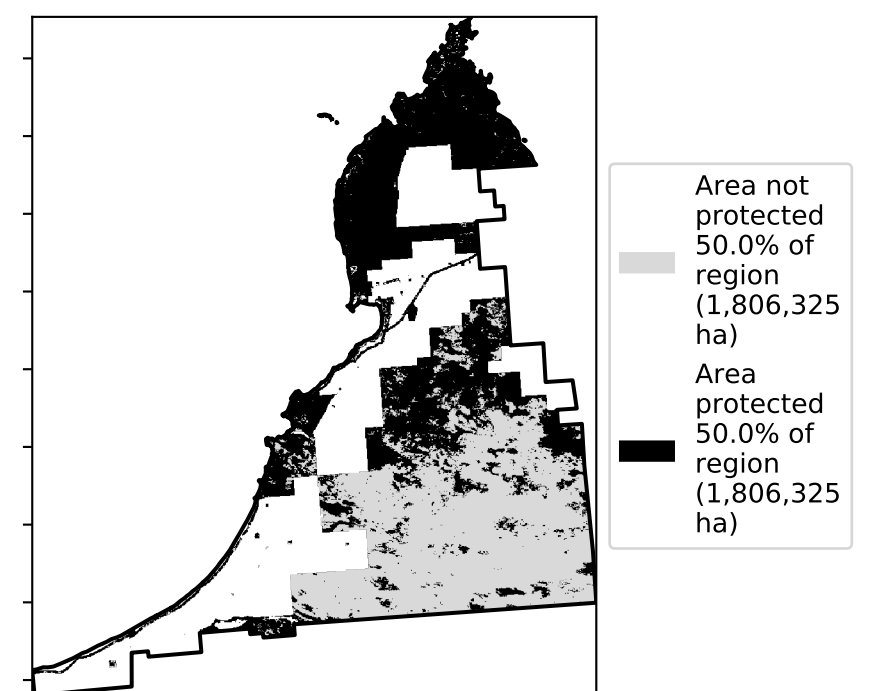 Area not
protected
50.0% of
region
(1,806,325
ha)
Area
protected
50.0% of
region
(1,806,325
ha)